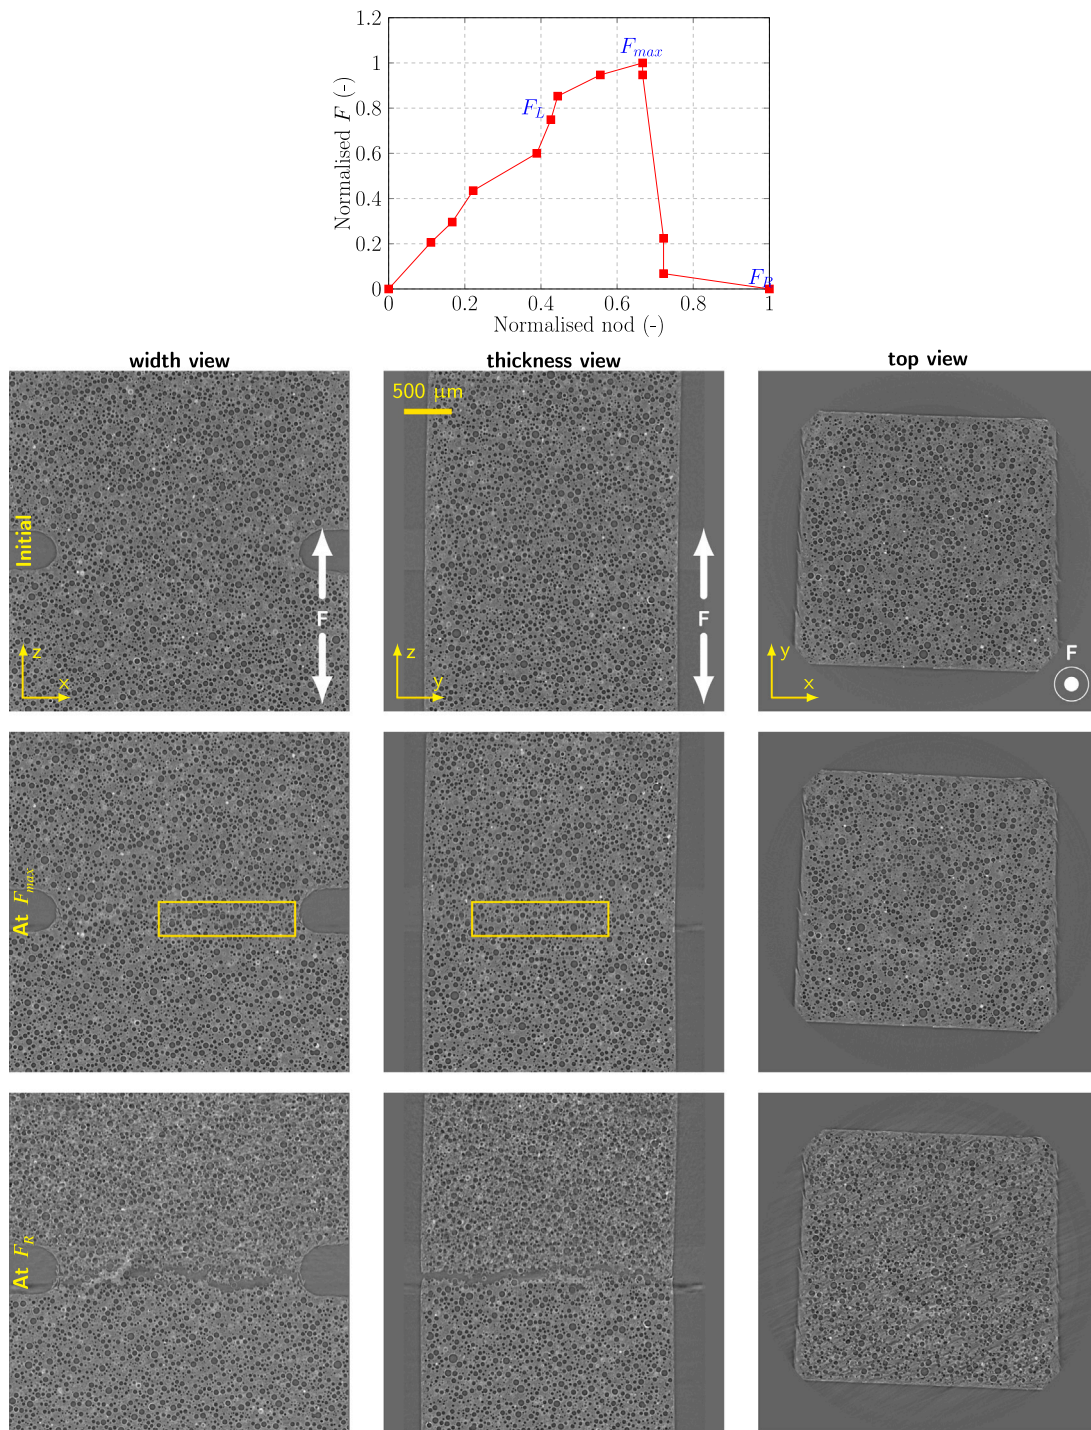 1.2
1
0.8
0.6
0.4
0.2
0
Normalised F (-)
F_max
F_L
F_R
0 0.2 0.4 0.6 0.8 1
Normalised nod (-)
width view thickness view top view
500 µm
Initial
F
F
F
z
x
z
y
y
x
At F_max
At F_R